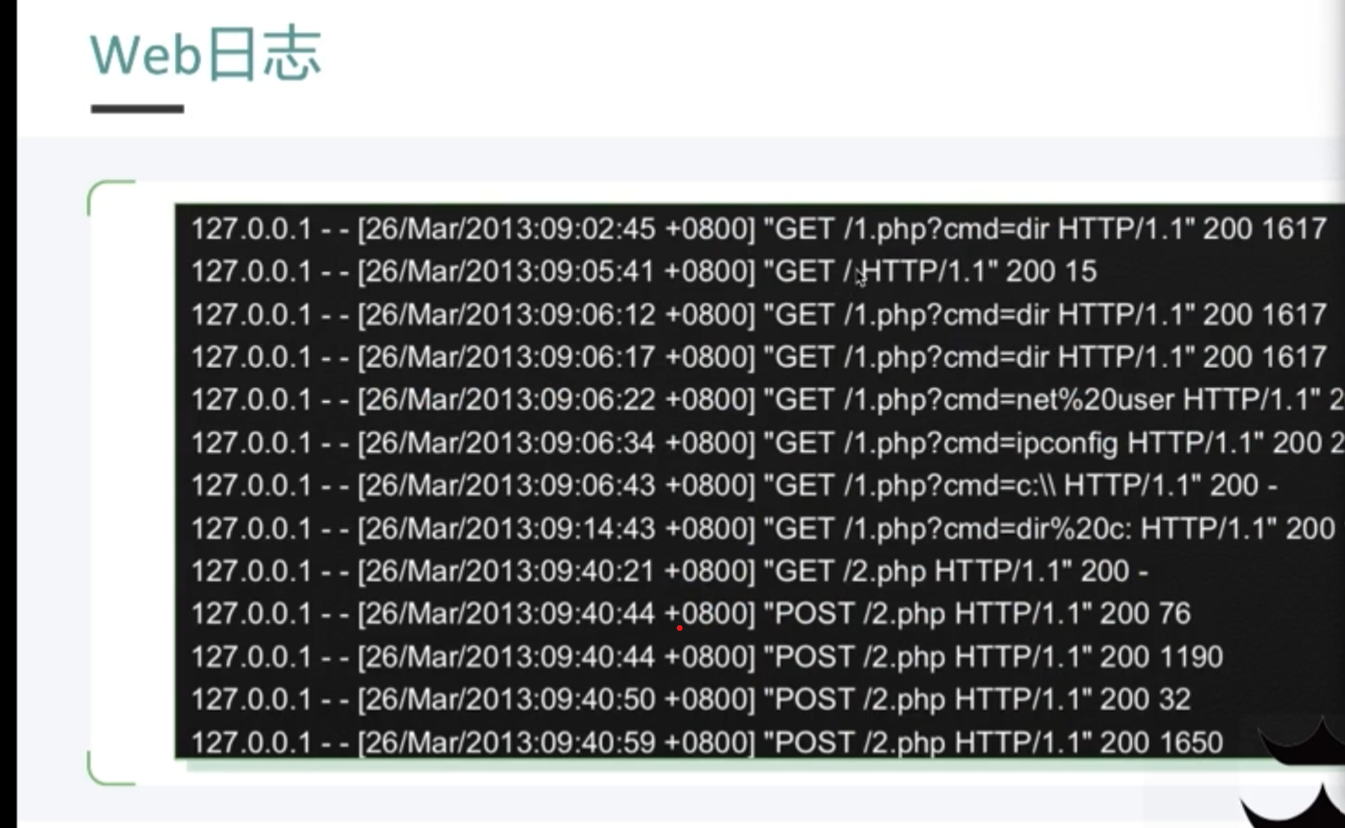 Web日志
127.0.0.1 - - [26/Mar/2013:09:02:45 +0800] "GET /1.php?cmd=dir HTTP/1.1" 200 1617
127.0.0.1 - - [26/Mar/2013:09:05:41 +0800] "GET / HTTP/1.1" 200 15
127.0.0.1 - - [26/Mar/2013:09:06:12 +0800] "GET /1.php?cmd=dir HTTP/1.1" 200 1617
127.0.0.1 - - [26/Mar/2013:09:06:17 +0800] "GET /1.php?cmd=dir HTTP/1.1" 200 1617
127.0.0.1 - - [26/Mar/2013:09:06:22 +0800] "GET /1.php?cmd=net%20user HTTP/1.1" 2
127.0.0.1 - - [26/Mar/2013:09:06:34 +0800] "GET /1.php?cmd=ipconfig HTTP/1.1" 200 2
127.0.0.1 - - [26/Mar/2013:09:06:43 +0800] "GET /1.php?cmd=c:\\ HTTP/1.1" 200 -
127.0.0.1 - - [26/Mar/2013:09:14:43 +0800] "GET /1.php?cmd=dir%20c: HTTP/1.1" 200
127.0.0.1 - - [26/Mar/2013:09:40:21 +0800] "GET /2.php HTTP/1.1" 200 -
127.0.0.1 - - [26/Mar/2013:09:40:44 +0800] "POST /2.php HTTP/1.1" 200 76
127.0.0.1 - - [26/Mar/2013:09:40:44 +0800] "POST /2.php HTTP/1.1" 200 1190
127.0.0.1 - - [26/Mar/2013:09:40:50 +0800] "POST /2.php HTTP/1.1" 200 32
127.0.0.1 - - [26/Mar/2013:09:40:59 +0800] "POST /2.php HTTP/1.1" 200 1650